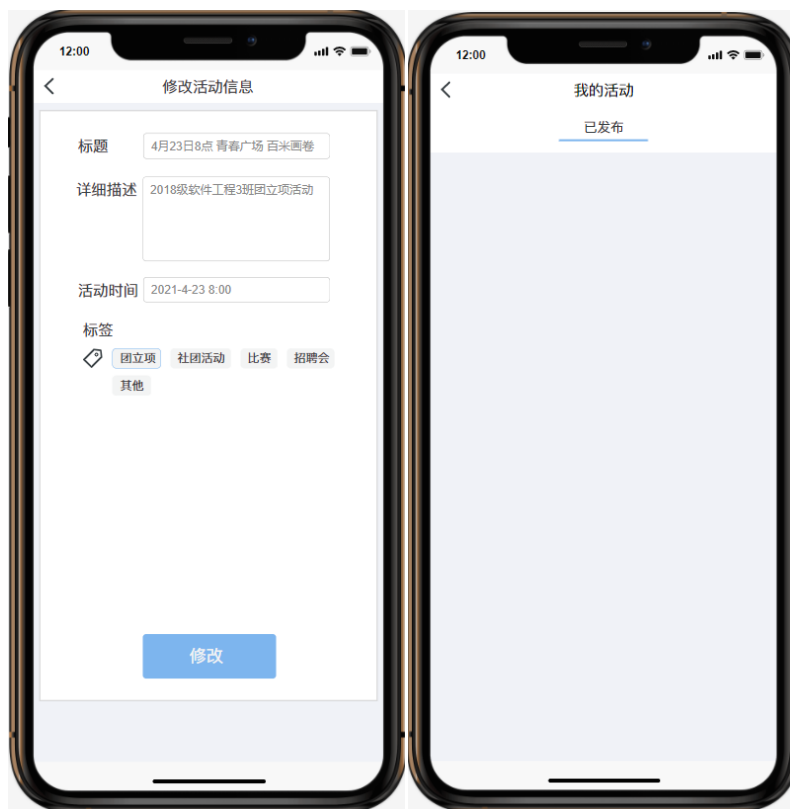 12:00
修改活动信息
标题
4月23日8点 青春广场 百米画卷
详细描述
2018级软件工程3班团立项活动
活动时间
2021-4-23 8:00
标签
团立项 社团活动 比赛 招聘会
其他
修改
12:00
我的活动
已发布